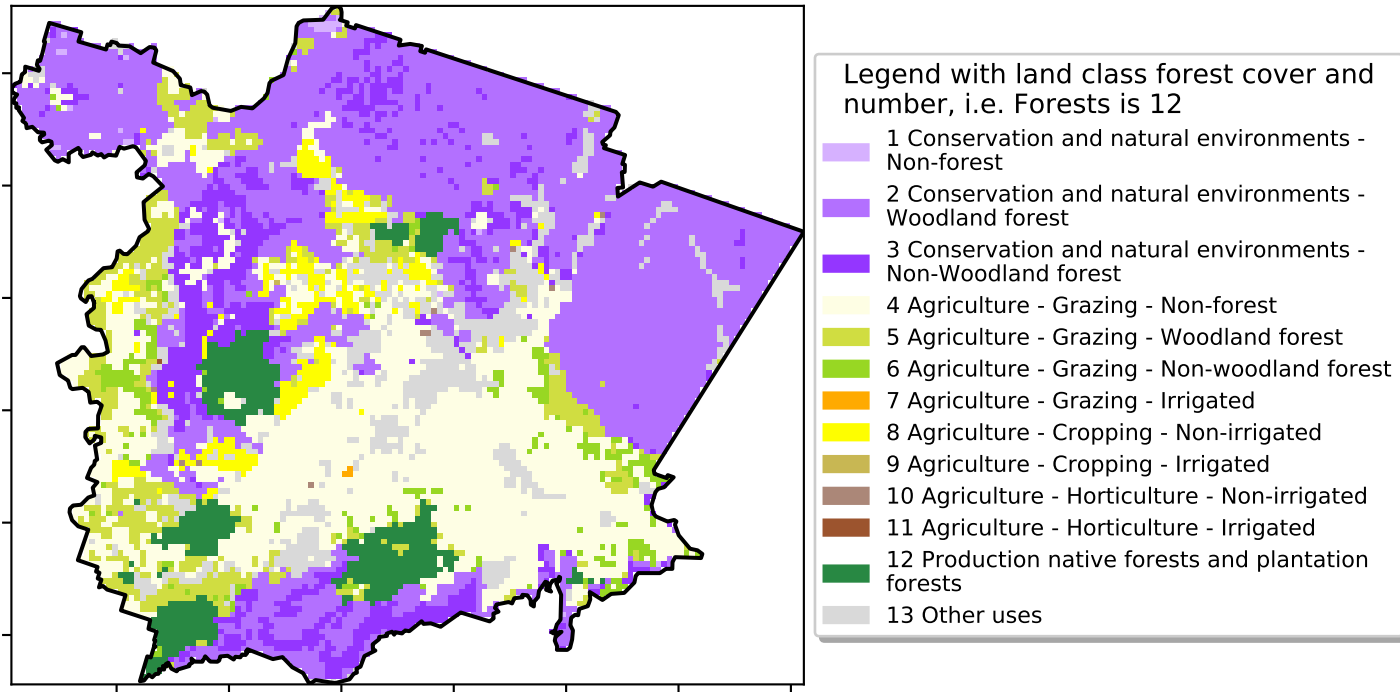 Legend with land class forest cover and
number, i.e. Forests is 12
1 Conservation and natural environments -
Non-forest
2 Conservation and natural environments -
Woodland forest
3 Conservation and natural environments -
Non-Woodland forest
4 Agriculture - Grazing - Non-forest
5 Agriculture - Grazing - Woodland forest
6 Agriculture - Grazing - Non-woodland forest
7 Agriculture - Grazing - Irrigated
8 Agriculture - Cropping - Non-irrigated
9 Agriculture - Cropping - Irrigated
10 Agriculture - Horticulture - Non-irrigated
11 Agriculture - Horticulture - Irrigated
12 Production native forests and plantation
forests
13 Other uses